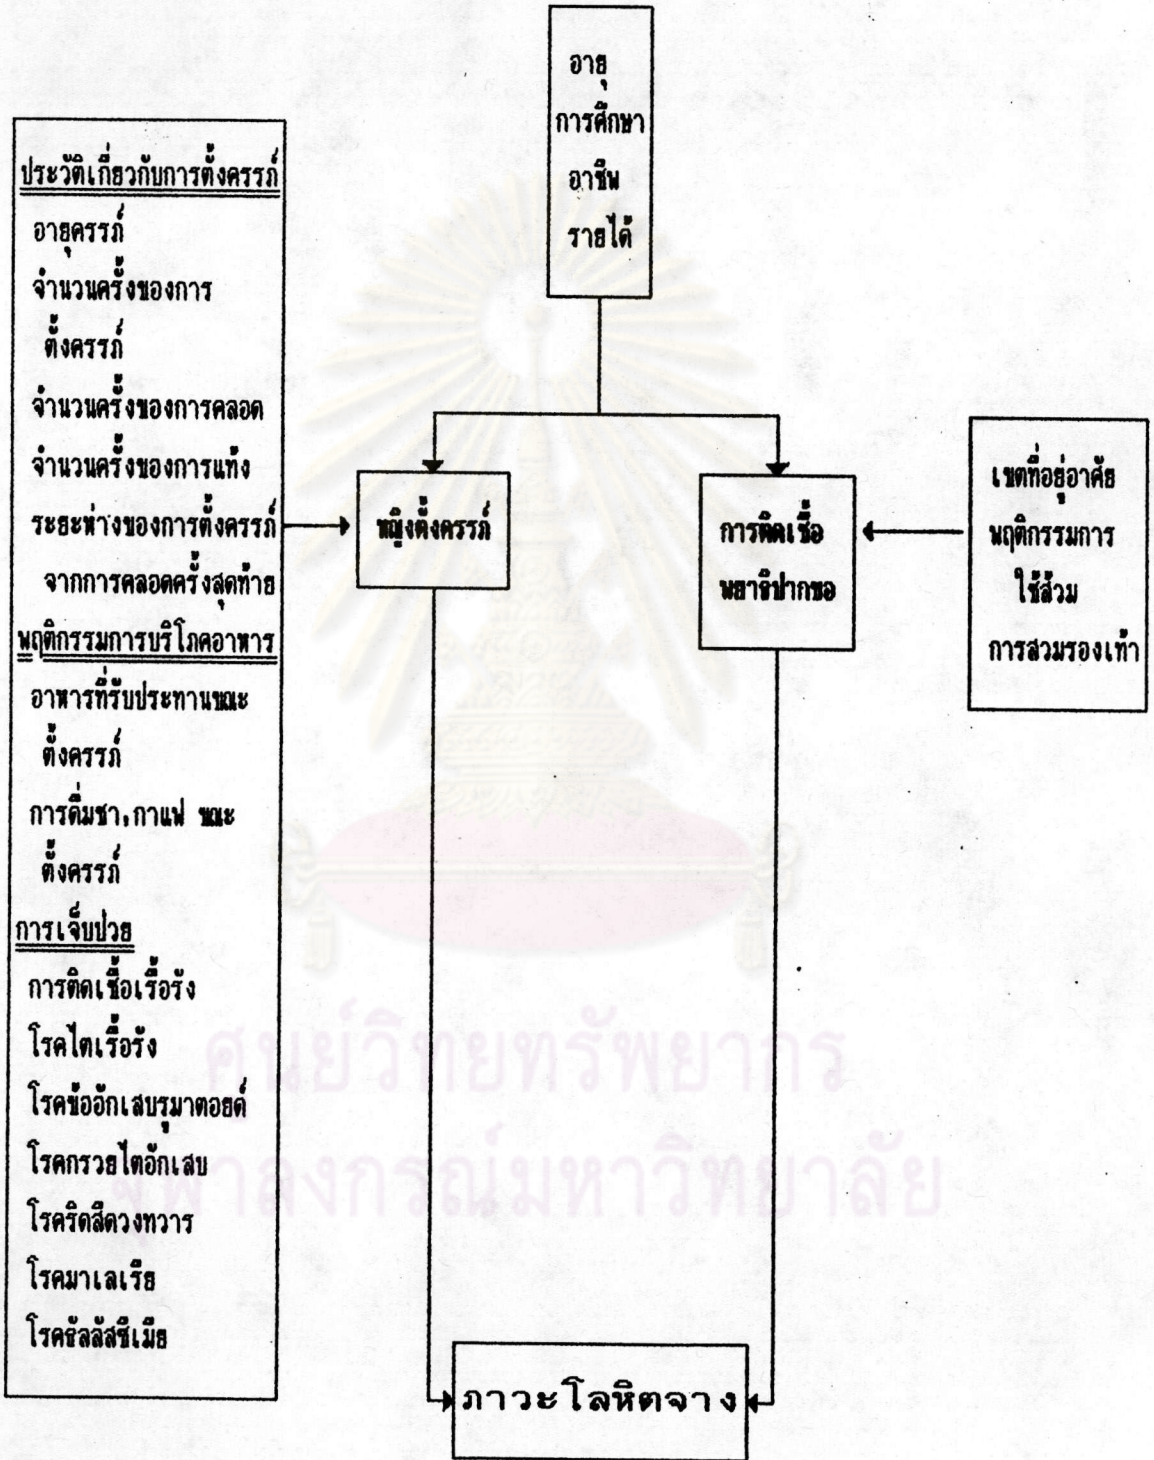 อายุ
การศึกษา
อาชีพ
รายได้
ประวัติเกี่ยวกับการตั้งครรภ์
อายุครรภ์
จำนวนครั้งของการ
ตั้งครรภ์
จำนวนครั้งของการคลอด
จำนวนครั้งของการแท้ง
ระยะห่างของการตั้งครรภ์
จากการคลอดครั้งสุดท้าย
พฤติกรรมการบริโภคอาหาร
อาหารที่รับประทานขณะ
ตั้งครรภ์
การดื่มชา,กาแฟ ขณะ
ตั้งครรภ์
การเจ็บป่วย
การติดเชื้อเรื้อรัง
โรคไตเรื้อรัง
โรคข้ออักเสบรูมาตอยด์
โรคกรวยไตอักเสบ
โรคริดสีดวงทวาร
โรคมาเลเรีย
โรคธัลลัสซีเมีย
หญิงตั้งครรภ์
การติดเชื้อ
พยาธิปากขอ
เขตที่อยู่อาศัย
พฤติกรรมการ
ใช้ส้วม
การสวมรองเท้า
ภาวะโลหิตจาง
ศูนย์วิทยทรัพยากร
จุฬาลงกรณ์มหาวิทยาลัย